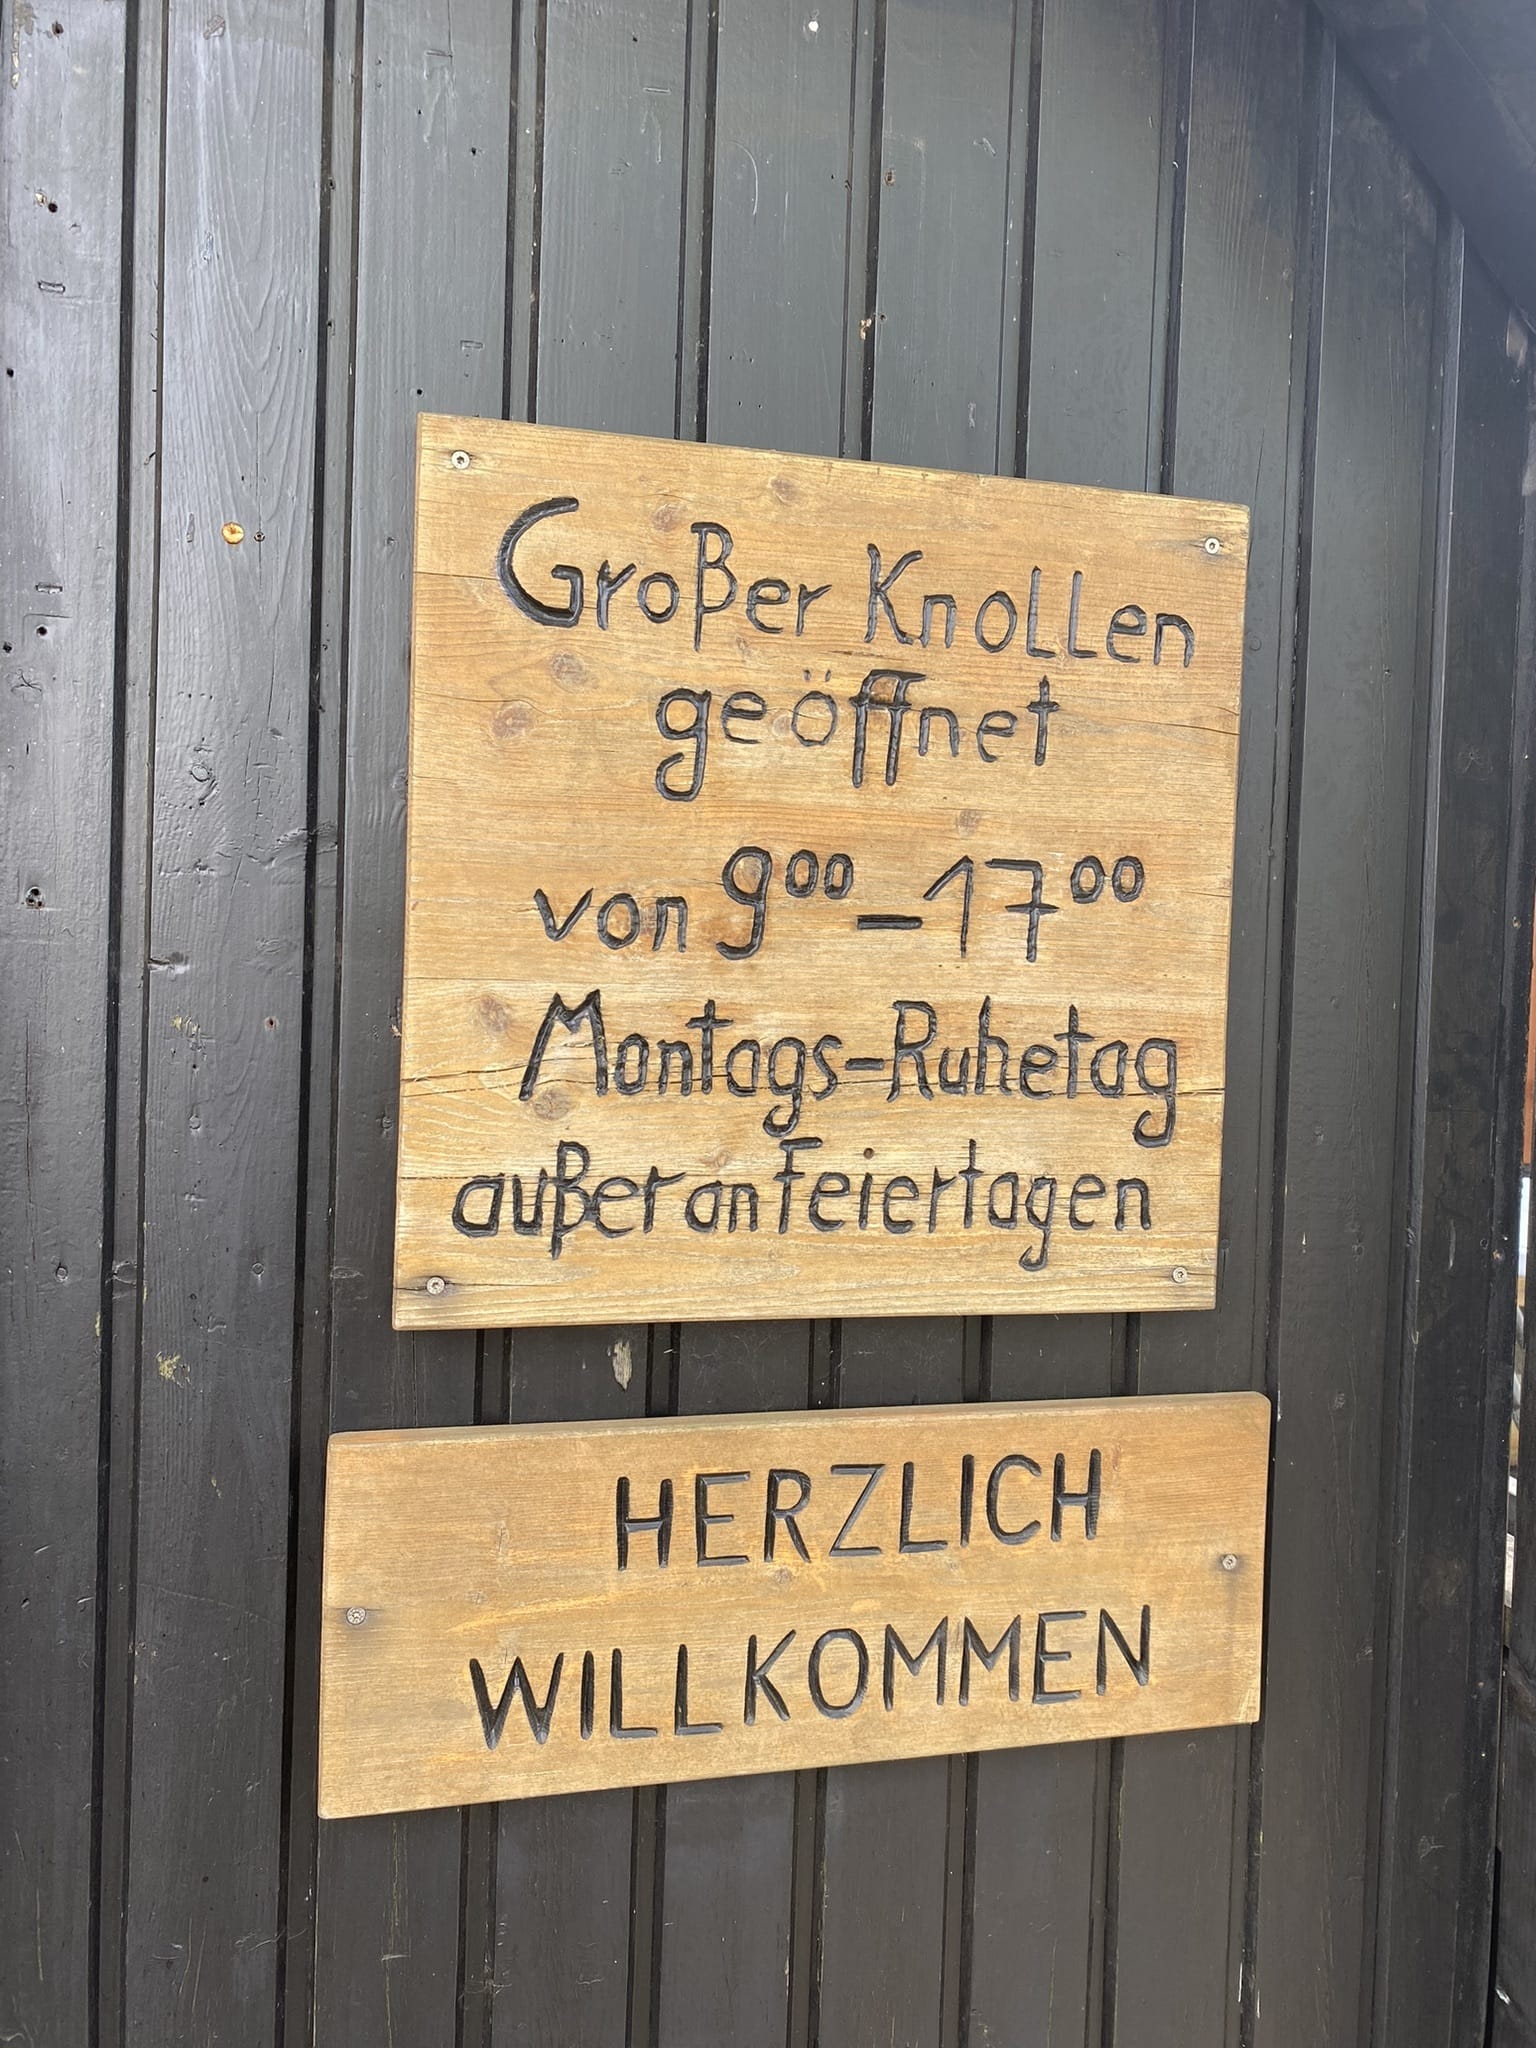 Großer Knollen
geöffnet
von 9⁰⁰ – 17⁰⁰
Montags-Ruhetag
außer an Feiertagen
HERZLICH
WILLKOMMEN